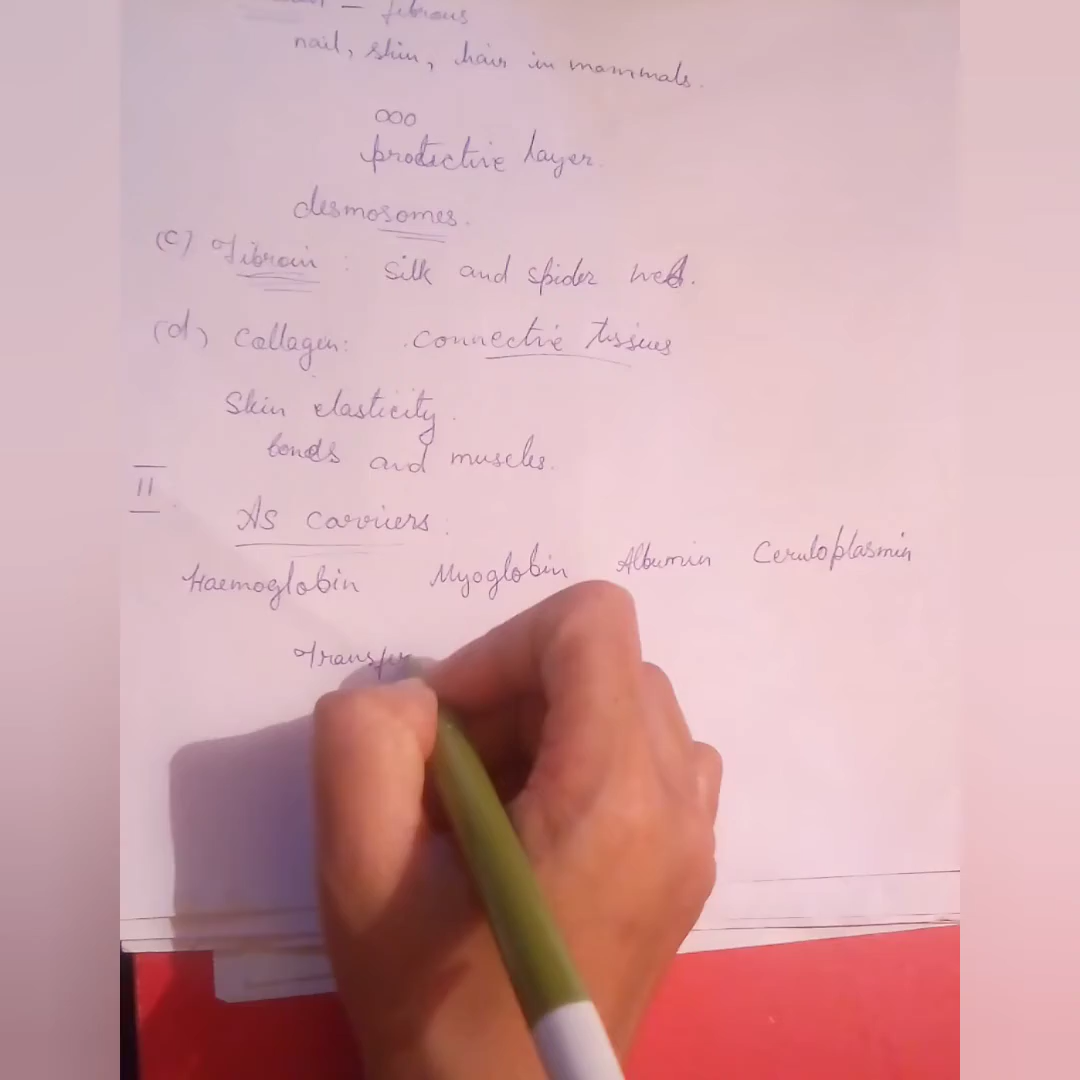 – fibrous
nail, skin, hair in mammals.
protective layer.
desmosomes.
(c) Fibroin : silk and spider web.
(d) Collagen: connective tissues
Skin elasticity.
bonds and muscles.
II
As carriers:
Haemoglobin Myoglobin Albumin Ceruloplasmin
Transfer